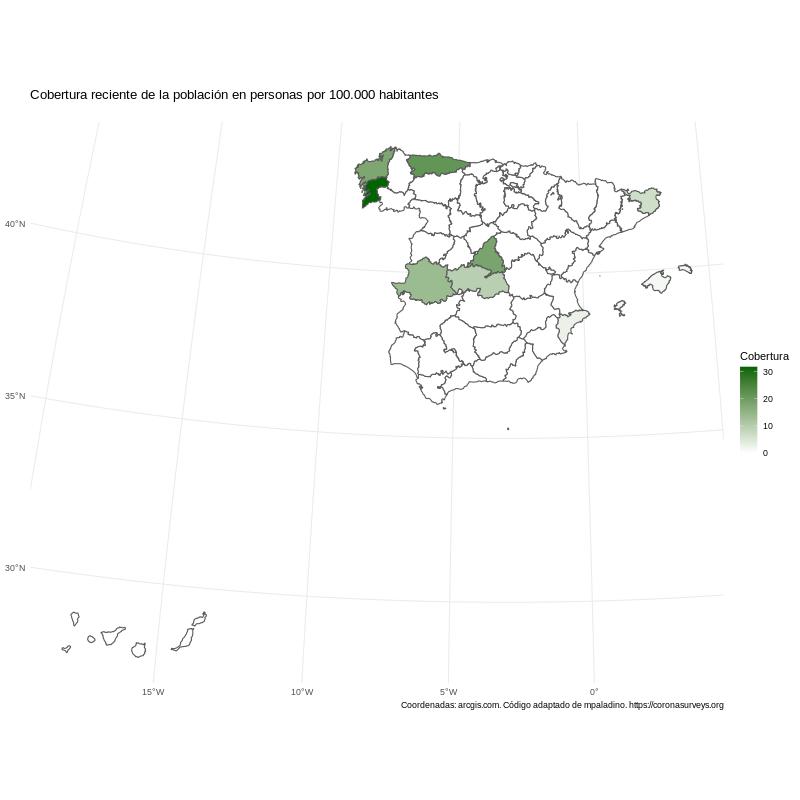 Cobertura reciente de la población en personas por 100.000 habitantes
40°N
35°N
30°N
15°W
10°W
5°W
0°
Cobertura
30
20
10
0
Coordenadas: arcgis.com. Código adaptado de mpaladino. https://coronasurveys.org